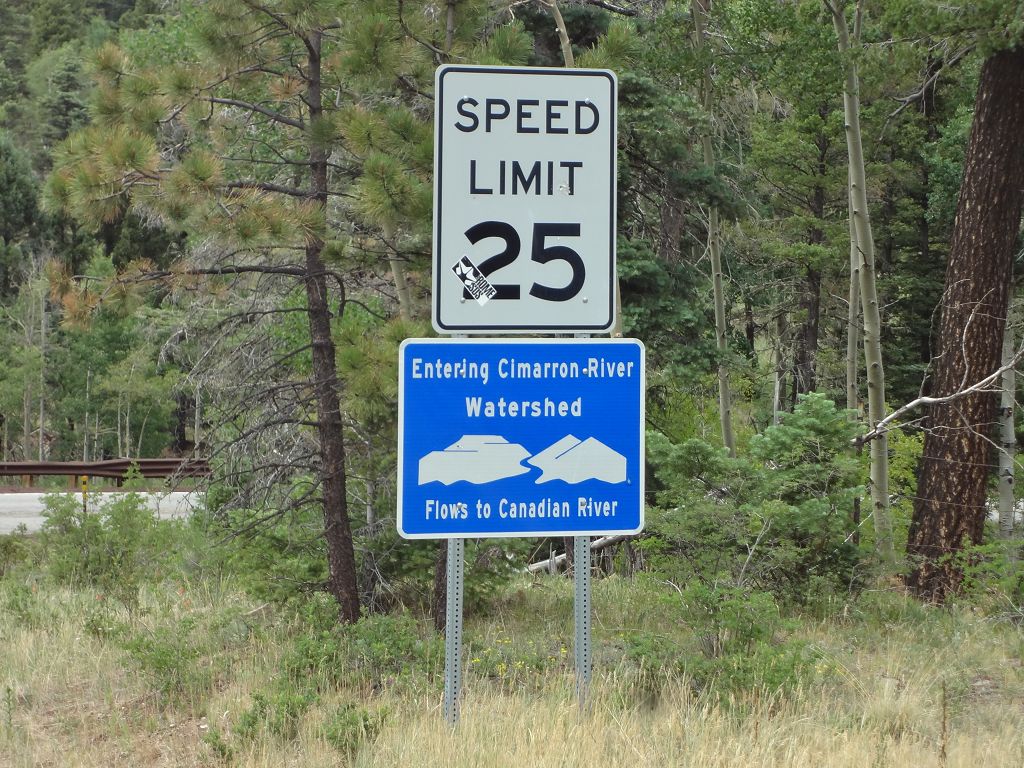 SPEED
LIMIT
25
Entering Cimarron River
Watershed
Flows to Canadian River